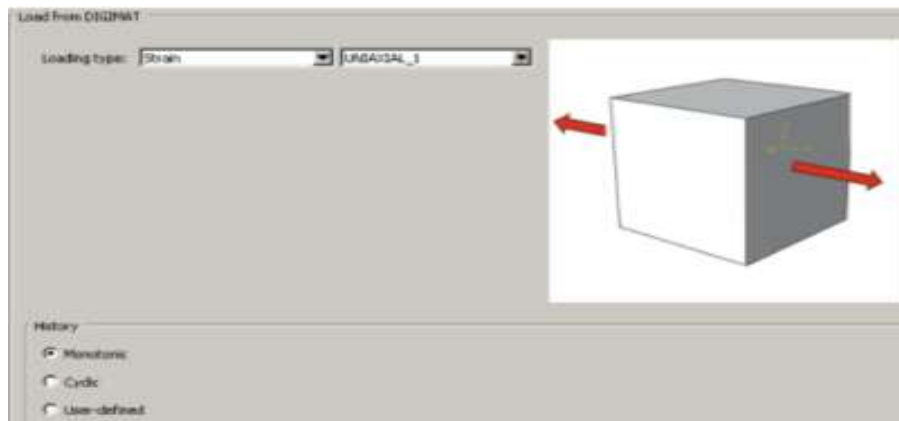 Load from DIGIMAT
Loading type: Strain UNIAXIAL_1
History
Monotonic
Cyclic
User-defined